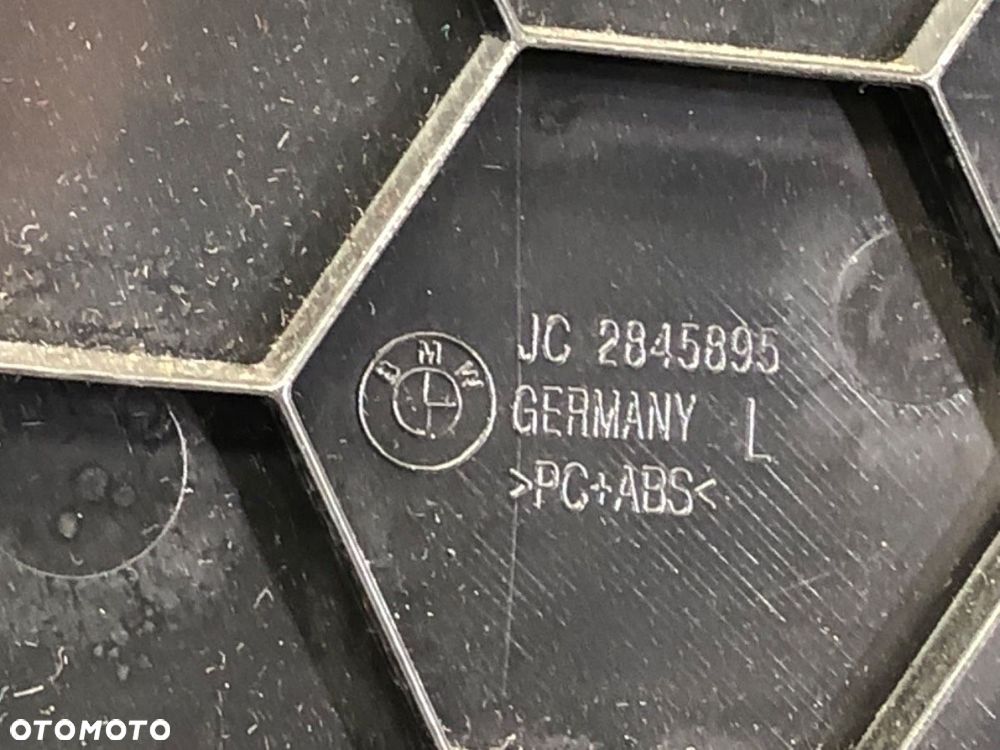 BMW
JC 2845895
GERMANY L
>PC+ABS<
OTOMOTO